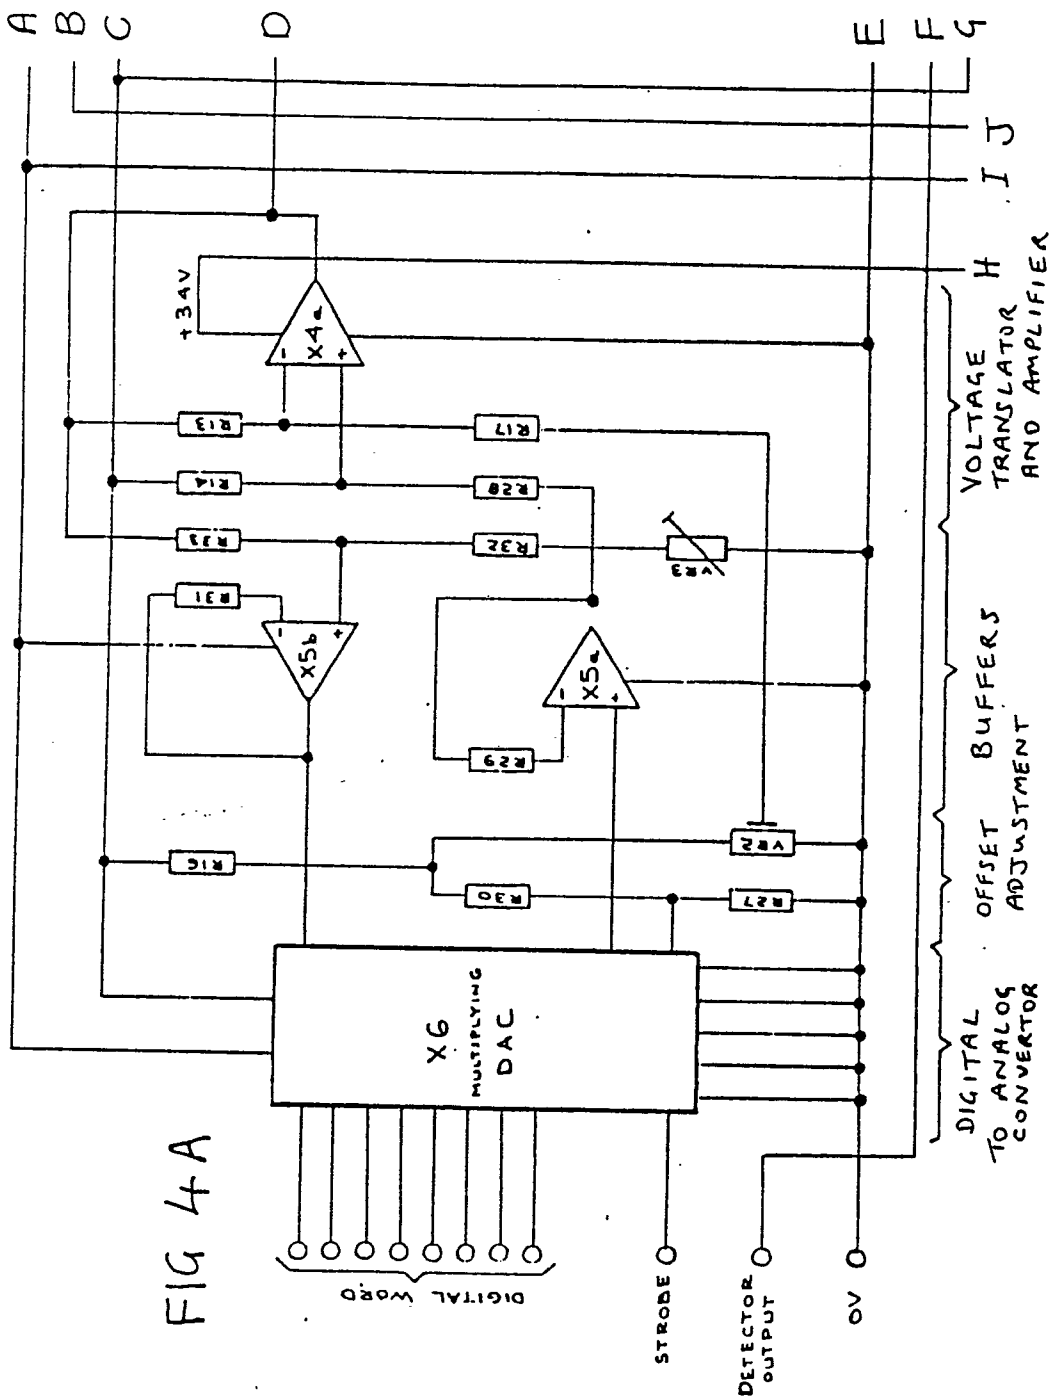 FIG 4A
A
B
C
D
E
F
G
H
I
J
+34V
X4a
-
+
R13
R17
R14
R28
R33
R32
VR3
R31
X5b
-
+
X5a
-
+
R29
R16
R30
VR2
R27
X6
MULTIPLYING
DAC
DIGITAL WORD
STROBE
DETECTOR
OUTPUT
0V
DIGITAL
TO ANALOG
CONVERTOR
OFFSET
ADJUSTMENT
BUFFERS
VOLTAGE
TRANSLATOR
AND AMPLIFIER